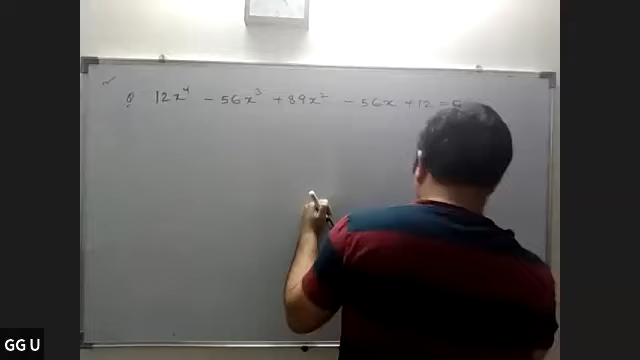 Q 12x⁴ - 56x³ + 89x² - 56x + 12 = 0
GG U